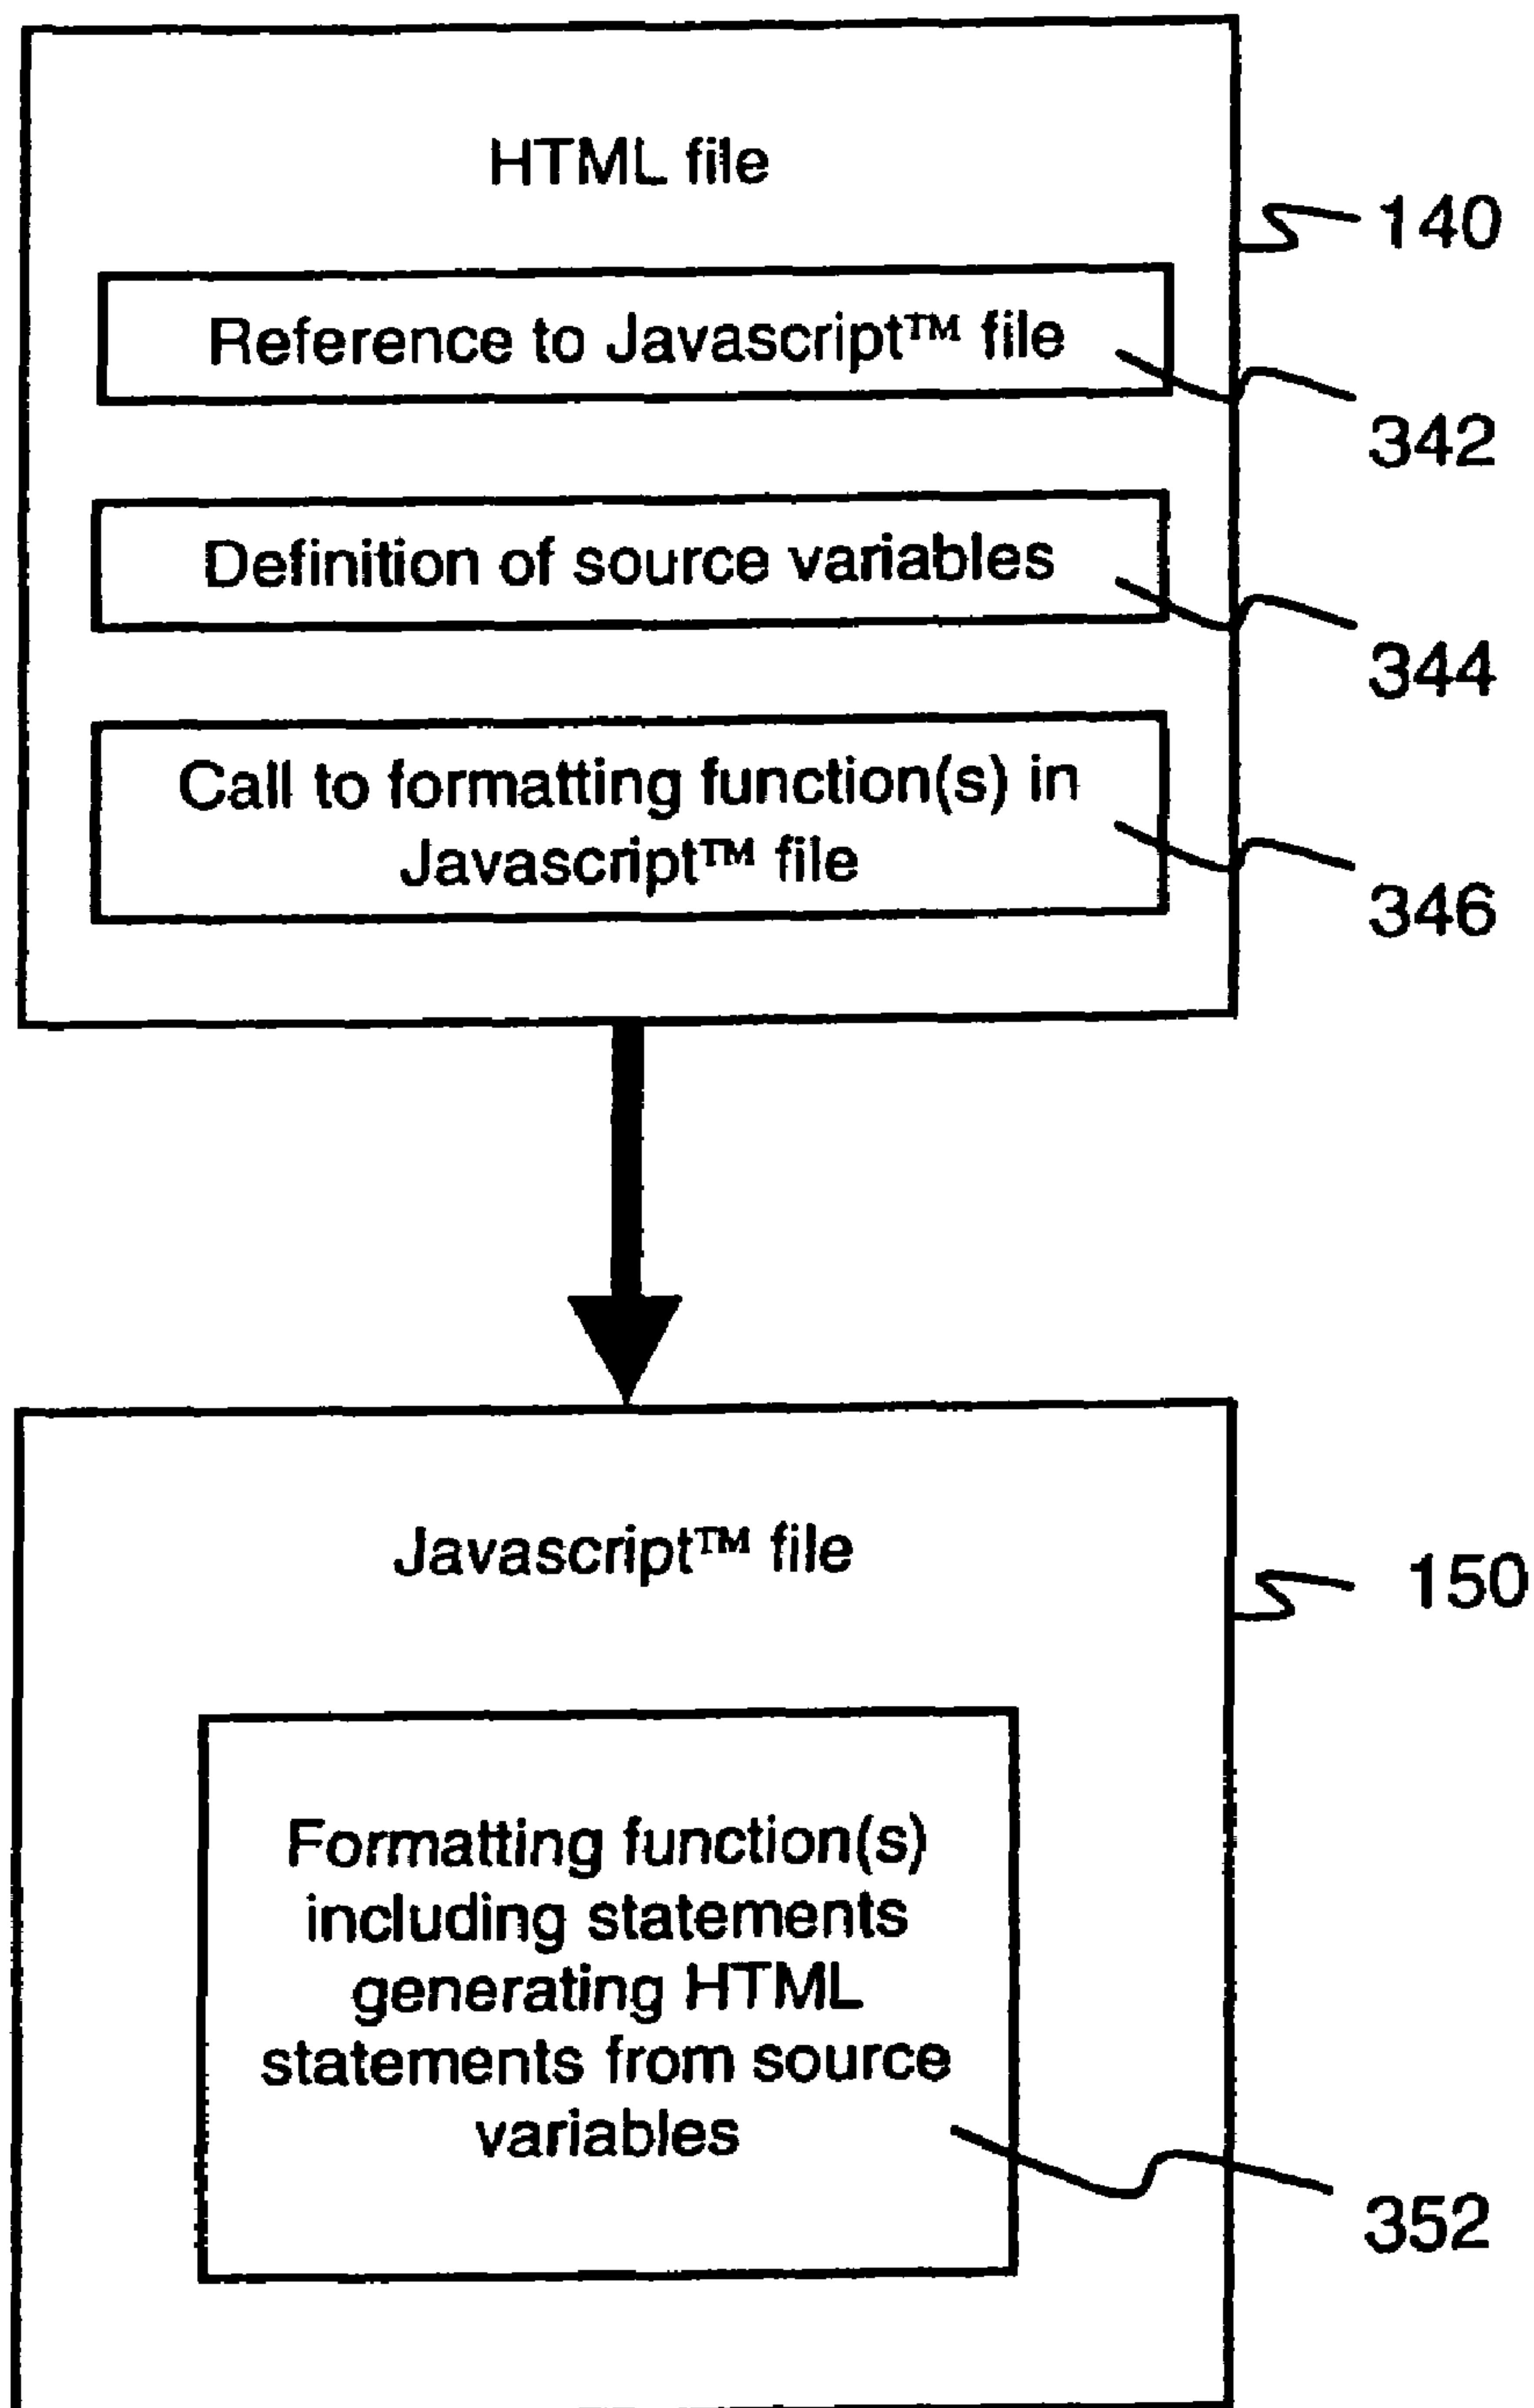 HTML file
140
Reference to Javascript™ file
342
Definition of source variables
344
Call to formatting function(s) in
Javascript™ file
346
Javascript™ file
150
Formatting function(s)
including statements
generating HTML
statements from source
variables
352